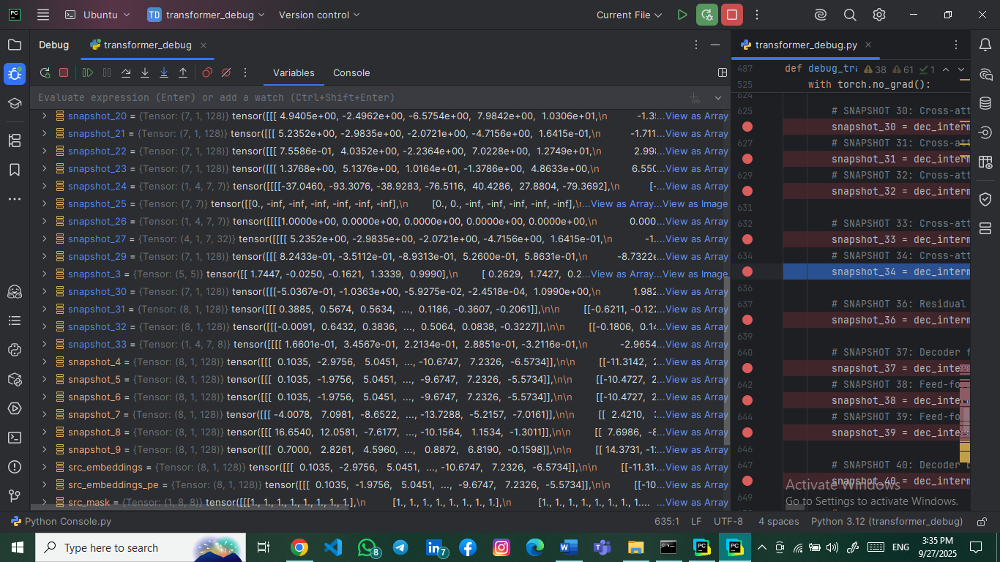 Ubuntu
TD transformer_debug
Version control
Current File
Debug
transformer_debug
transformer_debug.py
Variables
Console
Evaluate expression (Enter) or add a watch (Ctrl+Shift+Enter)
snapshot_20 = {Tensor: (7, 1, 128)} tensor([[[ 4.9405e+00, -2.4962e+00, -6.5754e+00, 7.9842e+00, 1.0306e+01,\n -1.35...View as Array
snapshot_21 = {Tensor: (7, 1, 128)} tensor([[[ 5.2352e+00, -2.9835e+00, -2.0721e+00, -4.7156e+00, 1.6415e-01,\n -1.711...View as Array
snapshot_22 = {Tensor: (7, 1, 128)} tensor([[[ 7.5586e-01, 4.0352e+00, -2.2364e+00, 7.0228e+00, 1.2749e+01,\n 2.998...View as Array
snapshot_23 = {Tensor: (7, 1, 128)} tensor([[[ 1.3768e+00, 5.1376e+00, 1.0164e+01, -1.3786e+00, 4.8633e+00,\n 6.550...View as Array
snapshot_24 = {Tensor: (1, 4, 7, 7)} tensor([[[[-37.0460, -93.3076, -38.9283, -76.5116, 40.4286, 27.8804, -79.3692],\n [-...View as Array
snapshot_25 = {Tensor: (7, 7)} tensor([[0., -inf, -inf, -inf, -inf, -inf, -inf],\n [0., 0., -inf, -inf, -inf, -inf, -inf],\n...View as Array...View as Image
snapshot_26 = {Tensor: (1, 4, 7, 7)} tensor([[[[1.0000e+00, 0.0000e+00, 0.0000e+00, 0.0000e+00, 0.0000e+00,\n 0.000...View as Array
snapshot_27 = {Tensor: (4, 1, 7, 32)} tensor([[[[ 5.2352e+00, -2.9835e+00, -2.0721e+00, -4.7156e+00, 1.6415e-01,\n -1....View as Array
snapshot_29 = {Tensor: (7, 1, 128)} tensor([[[ 8.2433e-01, -3.5112e-01, -8.9313e-01, 5.2600e-01, 5.8631e-01,\n -8.7322e...View as Array
snapshot_3 = {Tensor: (5, 5)} tensor([[ 1.7447, -0.0250, -0.1621, 1.3339, 0.9990],\n [ 0.2629, 1.7427, 0.2...View as Array...View as Image
snapshot_30 = {Tensor: (7, 1, 128)} tensor([[[-5.0367e-01, -1.0363e+00, -5.9275e-02, -2.4518e-04, 1.0990e+00,\n 1.982...View as Array
snapshot_31 = {Tensor: (8, 1, 128)} tensor([[[ 0.3885, 0.5674, 0.5634, ..., 0.1186, -0.3607, -0.2061]],\n\n [[-0.6211, -0.122...View as Array
snapshot_32 = {Tensor: (8, 1, 128)} tensor([[[-0.0091, 0.6432, 0.3836, ..., 0.5064, 0.0838, -0.3227]],\n\n [[-0.1806, 0.14...View as Array
snapshot_33 = {Tensor: (1, 4, 7, 8)} tensor([[[[ 1.6601e-01, 3.4567e-01, 2.2134e-01, 2.8851e-01, -3.2116e-01,\n -2.9654...View as Array
snapshot_4 = {Tensor: (8, 1, 128)} tensor([[[ 0.1035, -2.9756, 5.0451, ..., -10.6747, 7.2326, -6.5734]],\n\n [[-11.3142, 2...View as Array
snapshot_5 = {Tensor: (8, 1, 128)} tensor([[[ 0.1035, -1.9756, 5.0451, ..., -9.6747, 7.2326, -5.5734]],\n\n [[-10.4727, 2...View as Array
snapshot_6 = {Tensor: (8, 1, 128)} tensor([[[ 0.1035, -1.9756, 5.0451, ..., -9.6747, 7.2326, -5.5734]],\n\n [[-10.4727, 2...View as Array
snapshot_7 = {Tensor: (8, 1, 128)} tensor([[[ -4.0078, 7.0981, -8.6522, ..., -13.7288, -5.2157, -7.0161]],\n\n [[ 2.4210, ...View as Array
snapshot_8 = {Tensor: (8, 1, 128)} tensor([[[ 16.6540, 12.0581, -7.6177, ..., -10.1564, 1.1534, -1.3011]],\n\n [[ 7.6986, -8...View as Array
snapshot_9 = {Tensor: (8, 1, 128)} tensor([[[ 0.7000, 2.8261, 4.5960, ..., 0.8872, 6.8190, -0.1598]],\n\n [[ 14.3731, -12...View as Array
src_embeddings = {Tensor: (8, 1, 128)} tensor([[[ 0.1035, -2.9756, 5.0451, ..., -10.6747, 7.2326, -6.5734]],\n\n [[-11.314...View as Array
src_embeddings_pe = {Tensor: (8, 1, 128)} tensor([[[ 0.1035, -1.9756, 5.0451, ..., -9.6747, 7.2326, -5.5734]],\n\n [[-10...View as Array
src_mask = {Tensor: (1, 8, 8)} tensor([[[1., 1., 1., 1., 1., 1., 1., 1.],\n [1., 1., 1., 1., 1., 1., 1., 1.],\n [1., 1., 1., 1., 1., 1., 1., 1....View as Array
487 def debug_tra 38 61 1
525 with torch.no_grad():
624
625 # SNAPSHOT 30: Cross-att
snapshot_30 = dec_interm
627 # SNAPSHOT 31: Cross-att
snapshot_31 = dec_interm
629 # SNAPSHOT 32: Cross-att
snapshot_32 = dec_interm
631
632 # SNAPSHOT 33: Cross-att
snapshot_33 = dec_interm
634 # SNAPSHOT 34: Cross-att
snapshot_34 = dec_interm
636
637 # SNAPSHOT 36: Residual
snapshot_36 = dec_interm
639
640 # SNAPSHOT 37: Decoder f
snapshot_37 = dec_inte
642 # SNAPSHOT 38: Feed-fo
snapshot_38 = dec_inte
644 # SNAPSHOT 39: Feed-fo
snapshot_39 = dec_inte
646
647 # SNAPSHOT 40: Decoder
snapshot_40 = dec_interm
649
Activate Windows
Go to Settings to activate Windows.
Python Console.py
635:1
LF
UTF-8
4 spaces
Python 3.12 (transformer_debug)
Type here to search
8
7
ENG
3:35 PM
9/27/2025